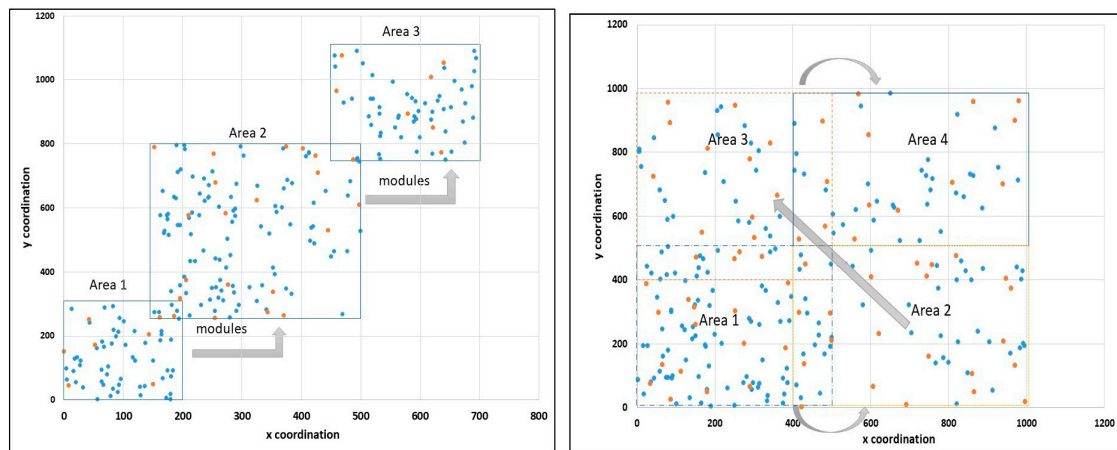 1200
1000
800
600
400
200
0
y coordination
Area 3
Area 2
modules
Area 1
modules
0 100 200 300 400 500 600 700 800
x coordination
1200
1000
800
600
400
200
0
y coordination
Area 3
Area 4
Area 1
Area 2
0 200 400 600 800 1000 1200
x coordination